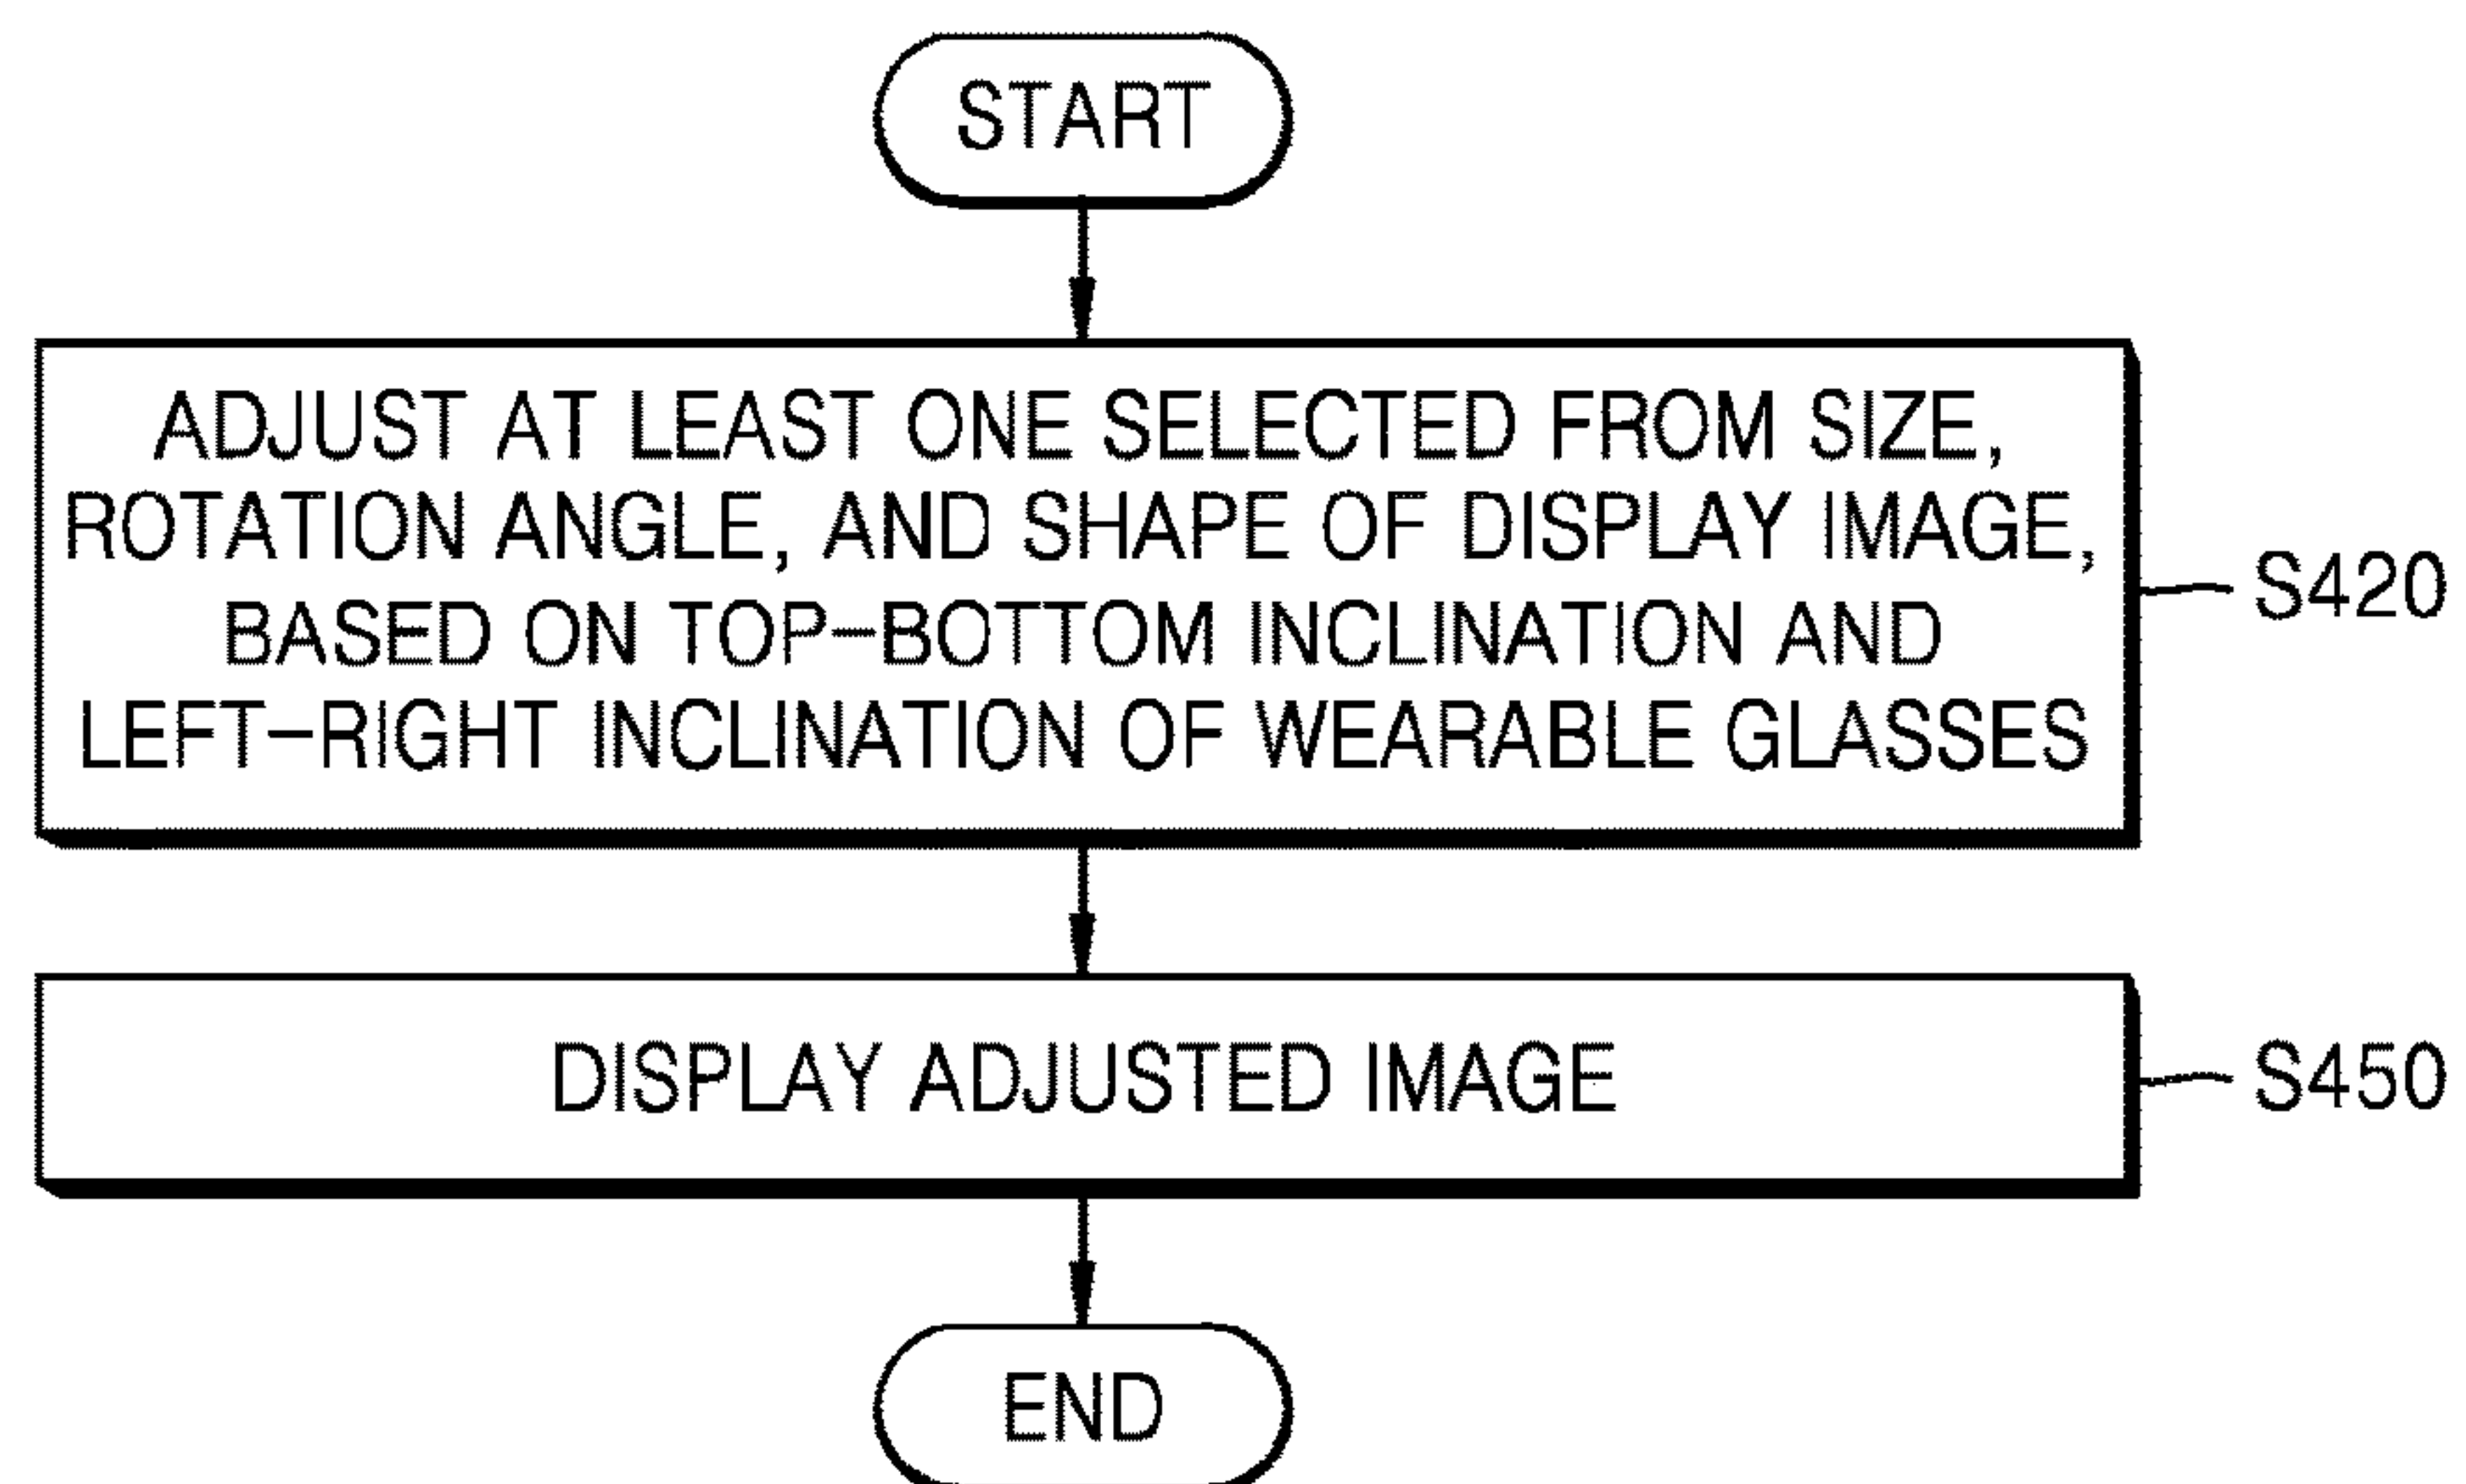 START
ADJUST AT LEAST ONE SELECTED FROM SIZE,
ROTATION ANGLE, AND SHAPE OF DISPLAY IMAGE,
BASED ON TOP-BOTTOM INCLINATION AND
LEFT-RIGHT INCLINATION OF WEARABLE GLASSES
S420
DISPLAY ADJUSTED IMAGE
S450
END